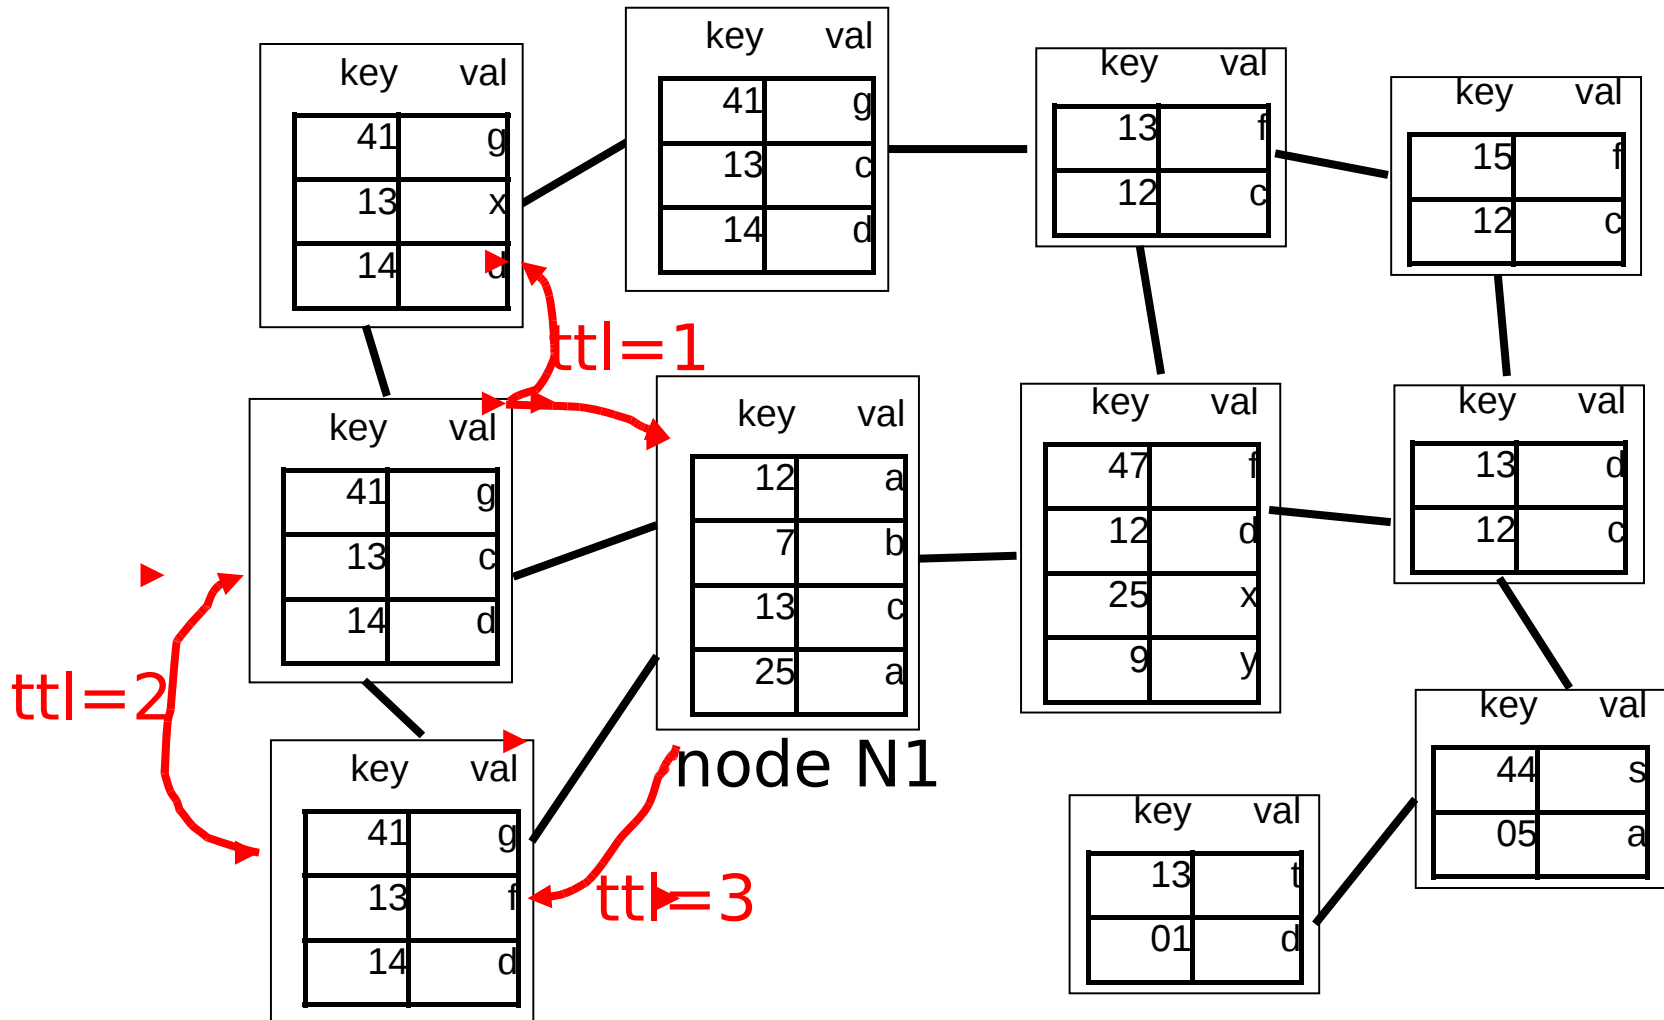 key val
41 g
13 x
14 d
key val
41 g
13 c
14 d
key val
13 f
12 c
key val
15 f
12 c
ttl=1
key val
41 g
13 c
14 d
key val
12 a
7 b
13 c
25 a
node N1
key val
47 f
12 d
25 x
9 y
key val
13 d
12 c
ttl=2
key val
41 g
13 f
14 d
ttl=3
key val
13 t
01 d
key val
44 s
05 a